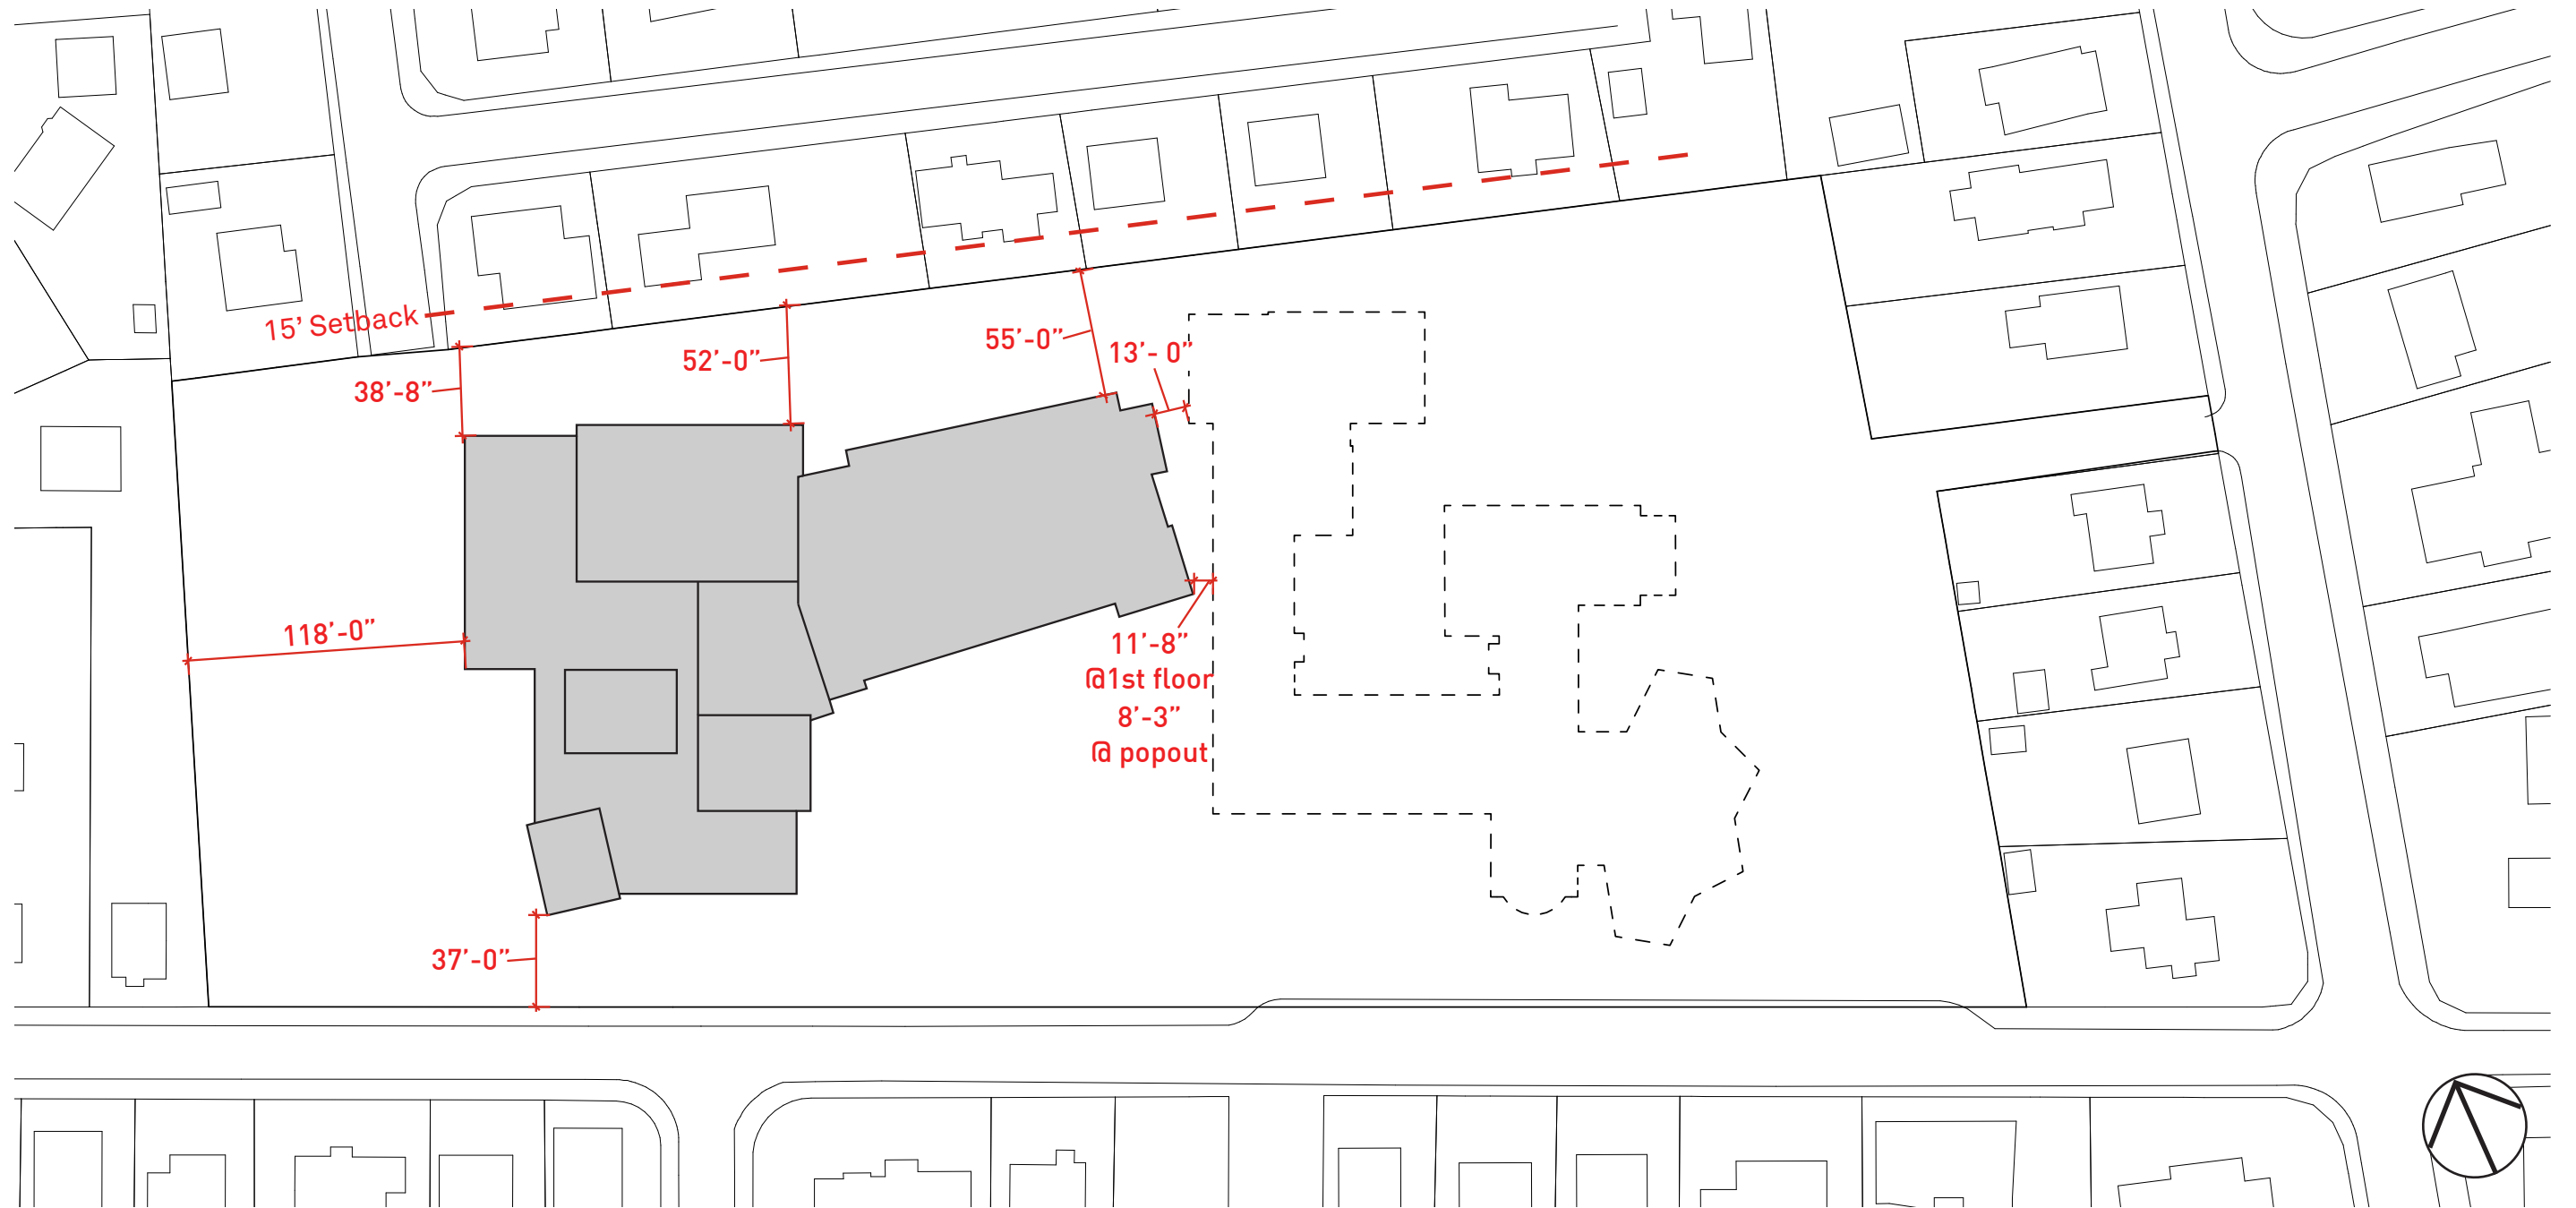 15’ Setback
38’-8”
52’-0”
55’-0”
13’- 0”
118’-0”
11’-8”
@1st floor
8’-3”
@ popout
37’-0”